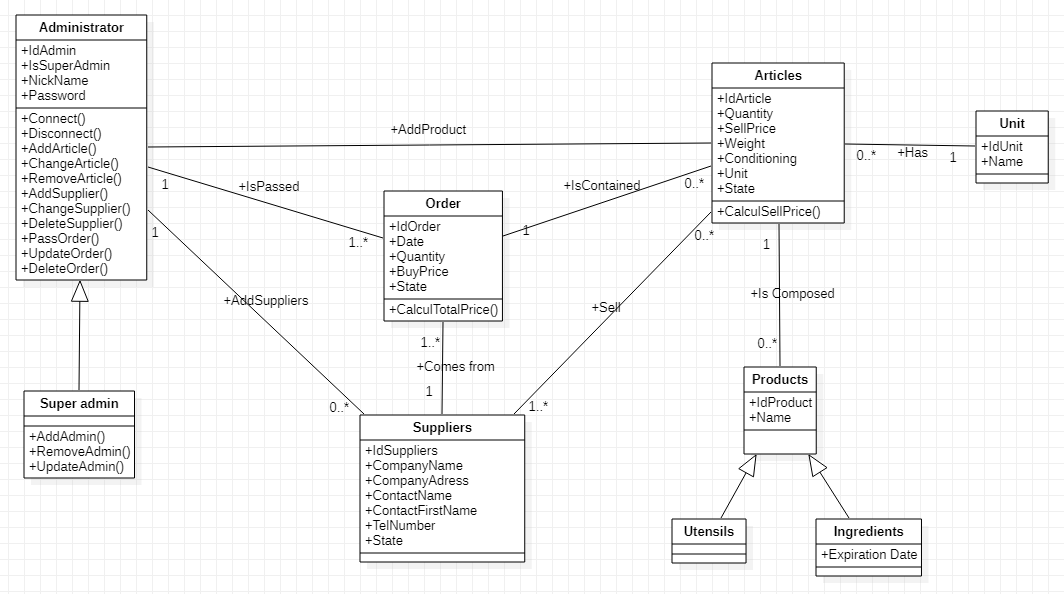 Administrator
+IdAdmin
+IsSuperAdmin
+NickName
+Password
+Connect()
+Disconnect()
+AddArticle()
+ChangeArticle()
+RemoveArticle()
+AddSupplier()
+ChangeSupplier()
+DeleteSupplier()
+PassOrder()
+UpdateOrder()
+DeleteOrder()
+AddProduct
Articles
+IdArticle
+Quantity
+SellPrice
+Weight
+Conditioning
+Unit
+State
+CalculSellPrice()
0..*
+Has
1
Unit
+IdUnit
+Name
1
+IsPassed
1..*
Order
+IdOrder
+Date
+Quantity
+BuyPrice
+State
+CalculTotalPrice()
+IsContained
0..*
1
1
+AddSuppliers
0..*
0..*
+Sell
1..*
1
+Is Composed
0..*
1..*
+Comes from
1
Super admin
+AddAdmin()
+RemoveAdmin()
+UpdateAdmin()
Suppliers
+IdSuppliers
+CompanyName
+CompanyAdress
+ContactName
+ContactFirstName
+TelNumber
+State
Products
+IdProduct
+Name
Utensils
Ingredients
+Expiration Date